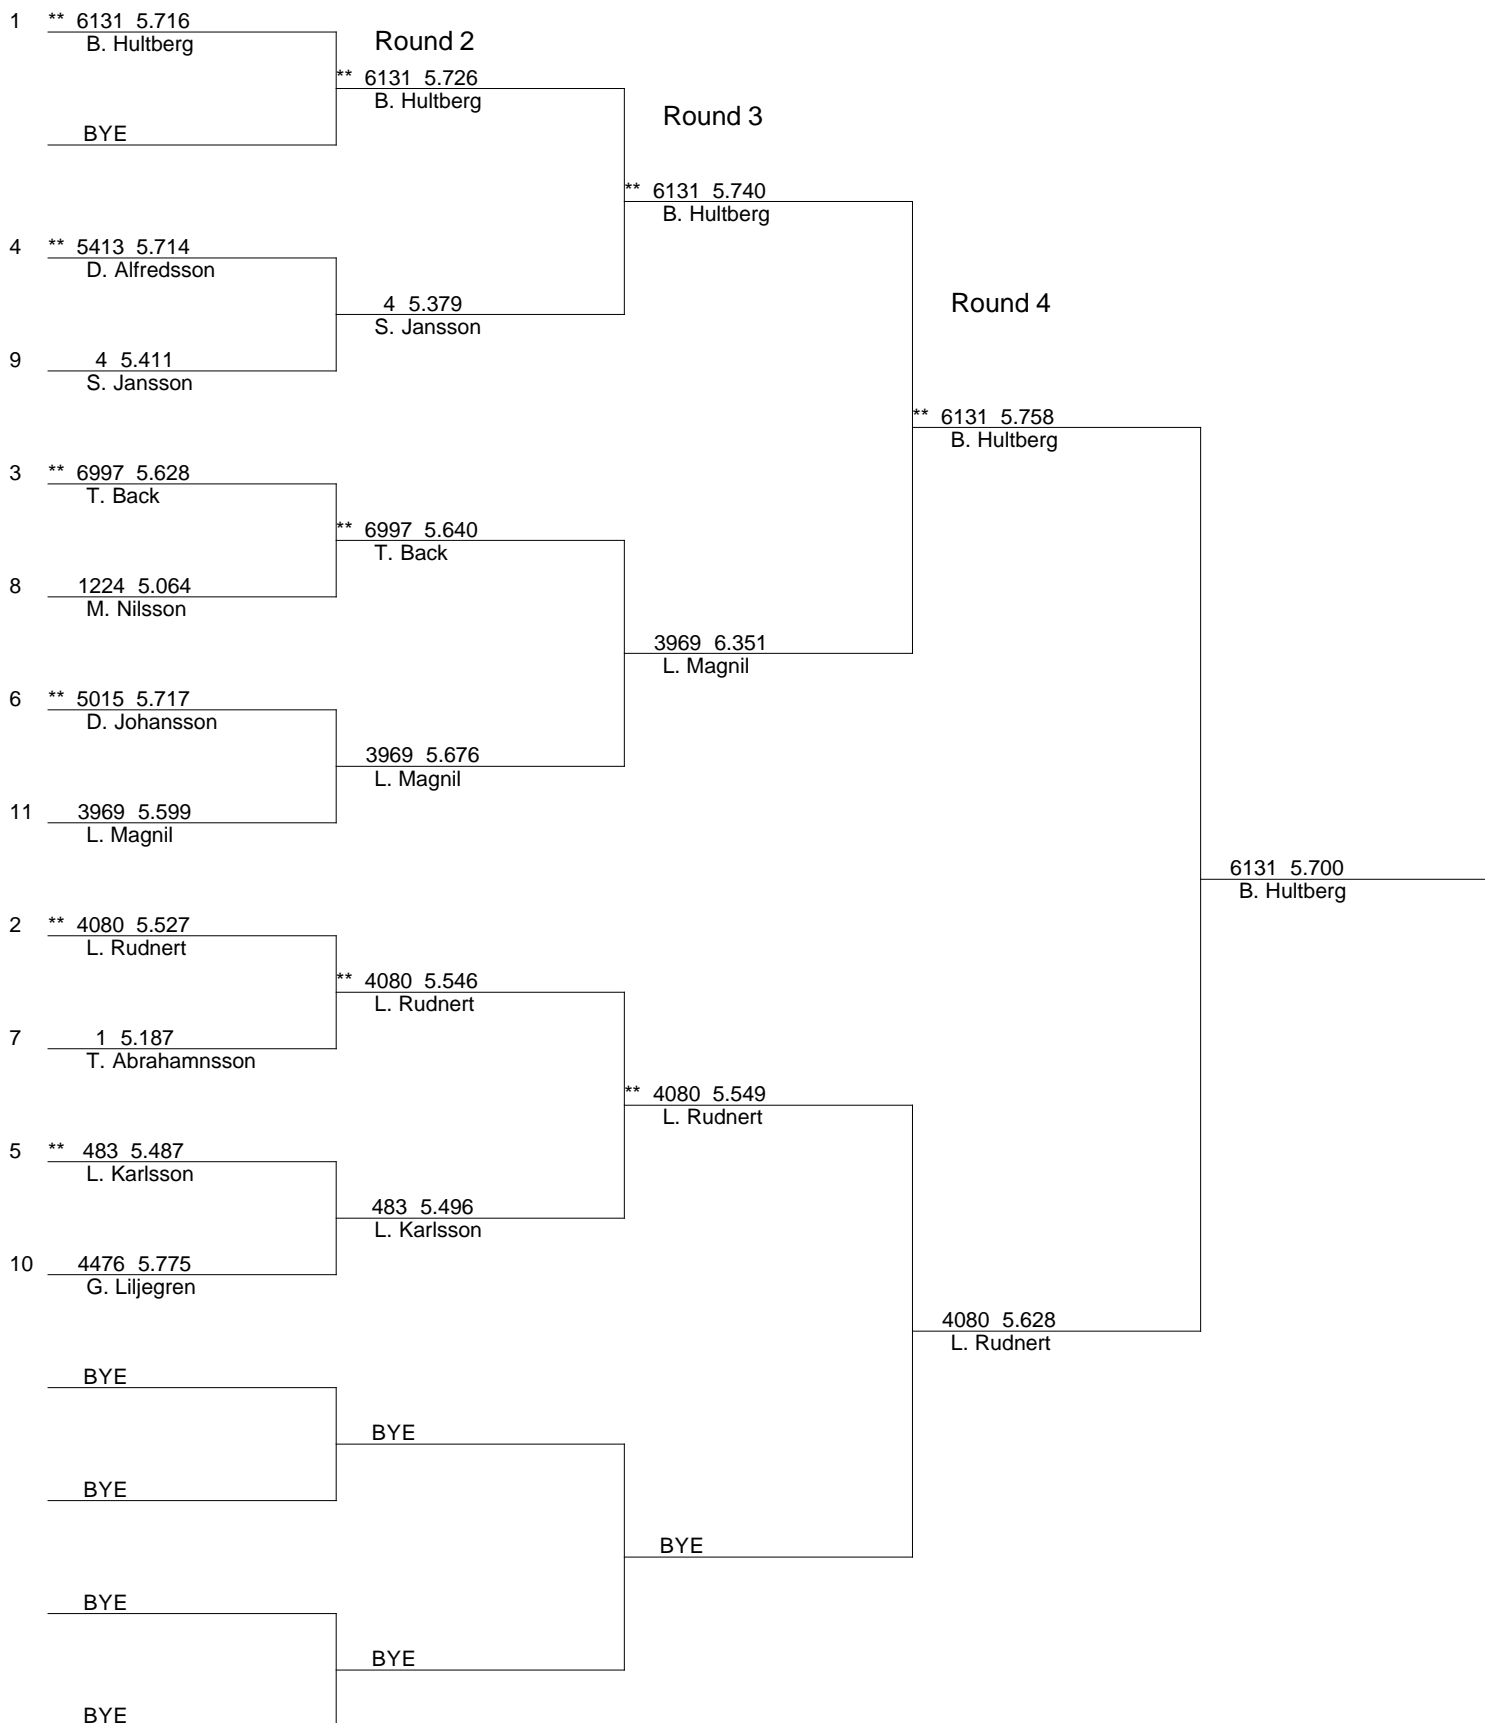 1 ** 6131 5.716
B. Hultberg
Round 2
** 6131 5.726
B. Hultberg
Round 3
BYE
** 6131 5.740
B. Hultberg
4 ** 5413 5.714
D. Alfredsson
4 5.379
S. Jansson
Round 4
9 4 5.411
S. Jansson
** 6131 5.758
B. Hultberg
3 ** 6997 5.628
T. Back
** 6997 5.640
T. Back
8 1224 5.064
M. Nilsson
3969 6.351
L. Magnil
6 ** 5015 5.717
D. Johansson
3969 5.676
L. Magnil
11 3969 5.599
L. Magnil
6131 5.700
B. Hultberg
2 ** 4080 5.527
L. Rudnert
** 4080 5.546
L. Rudnert
7 1 5.187
T. Abrahamnsson
** 4080 5.549
L. Rudnert
5 ** 483 5.487
L. Karlsson
483 5.496
L. Karlsson
10 4476 5.775
G. Liljegren
4080 5.628
L. Rudnert
BYE
BYE
BYE
BYE
BYE
BYE
BYE